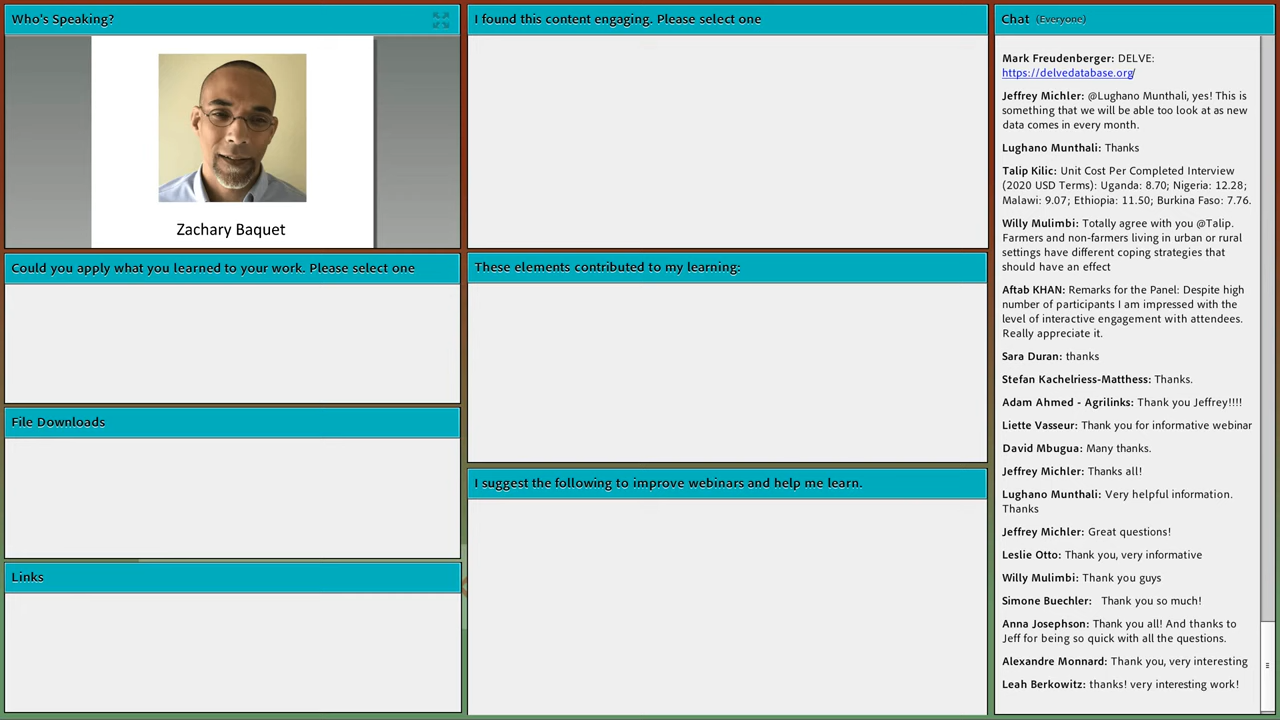 Who's Speaking?
Zachary Baquet
Could you apply what you learned to your work. Please select one
File Downloads
Links
I found this content engaging. Please select one
These elements contributed to my learning:
I suggest the following to improve webinars and help me learn.
Chat (Everyone)
Mark Freudenberger: DELVE:
https://delvedatabase.org/
Jeffrey Michler: @Lughano Munthali, yes! This is
something that we will be able too look at as new
data comes in every month.
Lughano Munthali: Thanks
Talip Kilic: Unit Cost Per Completed Interview
(2020 USD Terms): Uganda: 8.70; Nigeria: 12.28;
Malawi: 9.07; Ethiopia: 11.50; Burkina Faso: 7.76.
Willy Mulimbi: Totally agree with you @Talip.
Farmers and non-farmers living in urban or rural
settings have different coping strategies that
should have an effect
Aftab KHAN: Remarks for the Panel: Despite high
number of participants I am impressed with the
level of interactive engagement with attendees.
Really appreciate it.
Sara Duran: thanks
Stefan Kachelriess-Matthess: Thanks.
Adam Ahmed - Agrilinks: Thank you Jeffrey!!!!
Liette Vasseur: Thank you for informative webinar
David Mbugua: Many thanks.
Jeffrey Michler: Thanks all!
Lughano Munthali: Very helpful information.
Thanks
Jeffrey Michler: Great questions!
Leslie Otto: Thank you, very informative
Willy Mulimbi: Thank you guys
Simone Buechler: Thank you so much!
Anna Josephson: Thank you all! And thanks to
Jeff for being so quick with all the questions.
Alexandre Monnard: Thank you, very interesting
Leah Berkowitz: thanks! very interesting work!